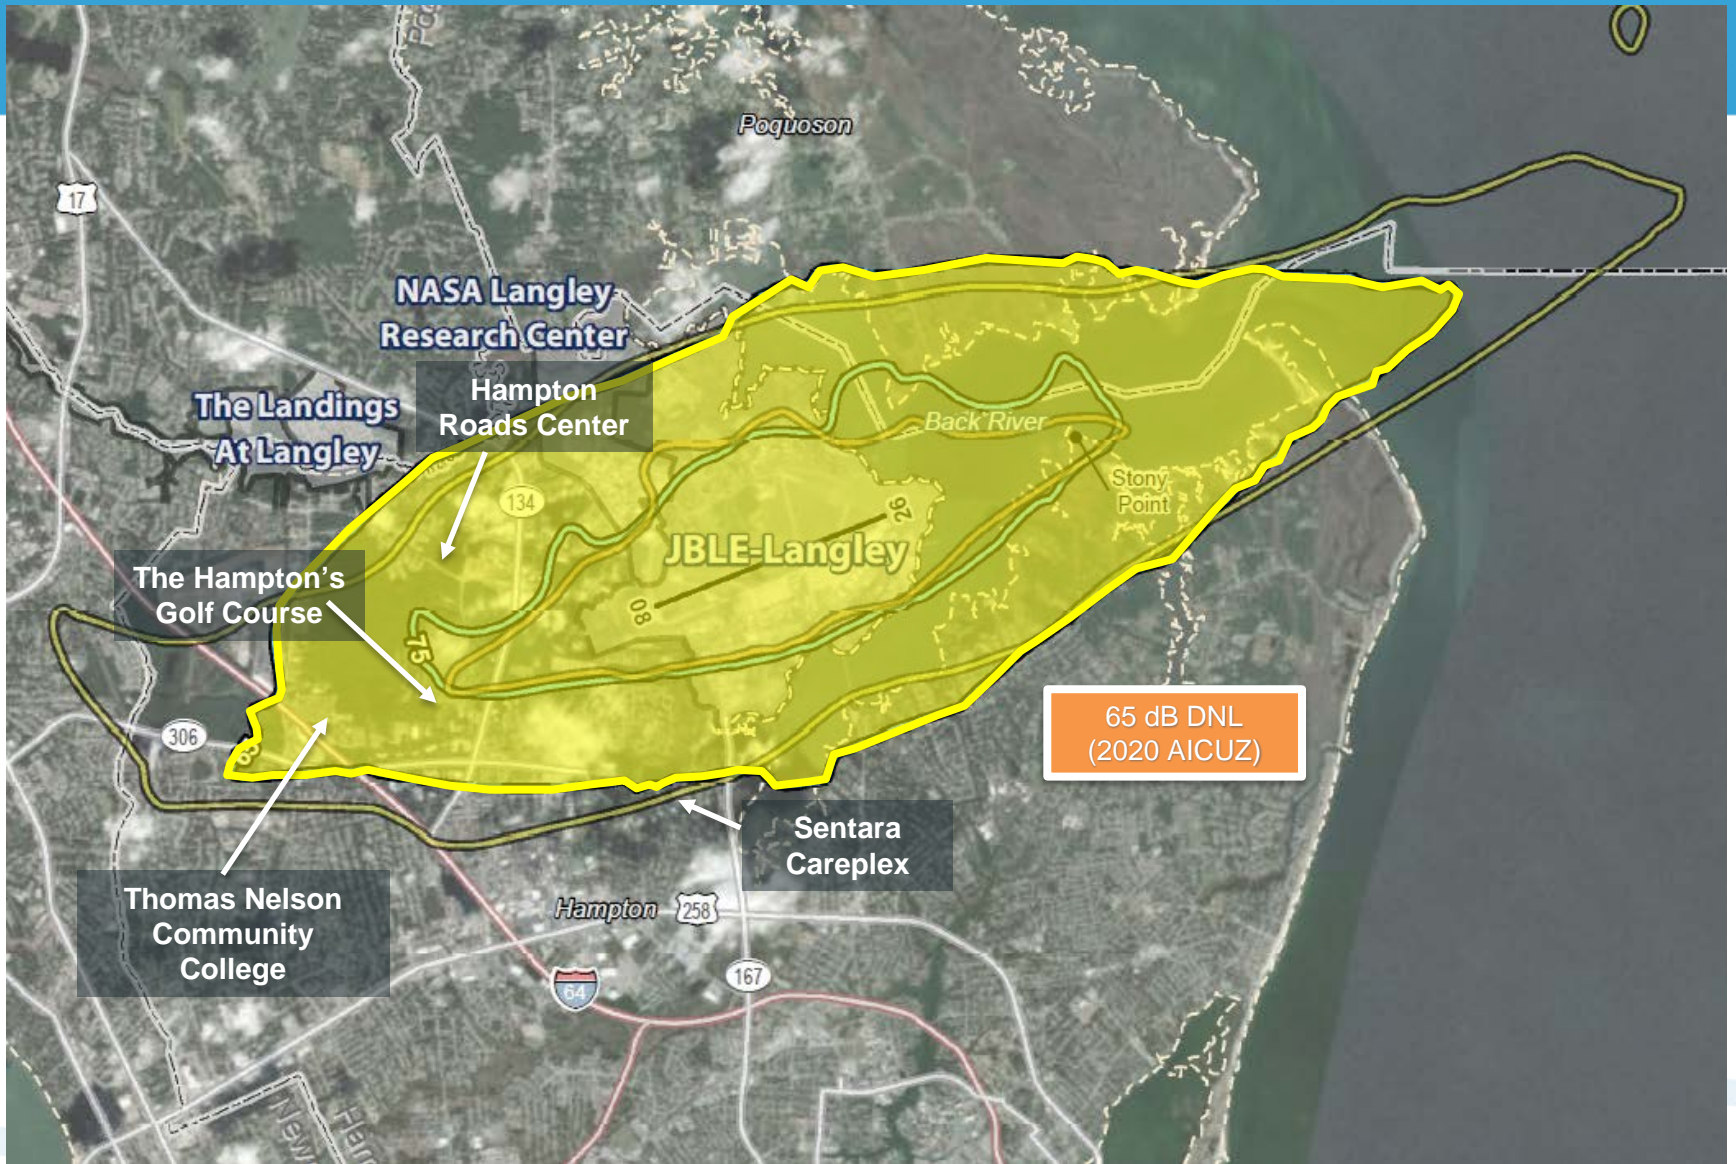 Poquoson
17
NASA Langley
Research Center
Hampton
Roads Center
The Landings
At Langley
Back River
134
Stony
Point
26
JBLE-Langley
08
The Hampton's
Golf Course
75
306
65 dB DNL
(2020 AICUZ)
Sentara
Careplex
Thomas Nelson
Community
College
Hampton
258
167
64